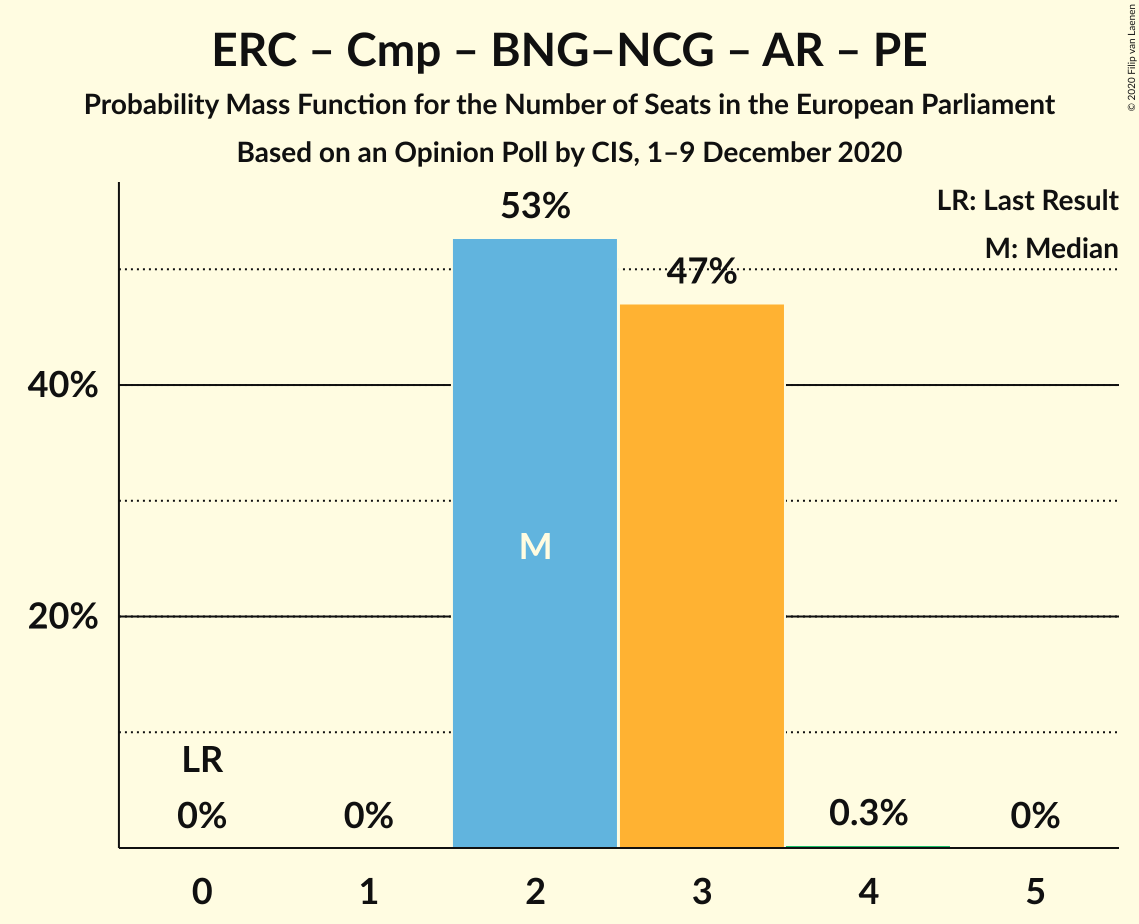 ERC – Cmp – BNG–NCG – AR – PE
Probability Mass Function for the Number of Seats in the European Parliament
Based on an Opinion Poll by CIS, 1–9 December 2020
© 2020 Filip van Laenen
LR: Last Result
M: Median
53%
47%
40%
M
20%
LR
0%
0%
0.3%
0%
0
1
2
3
4
5